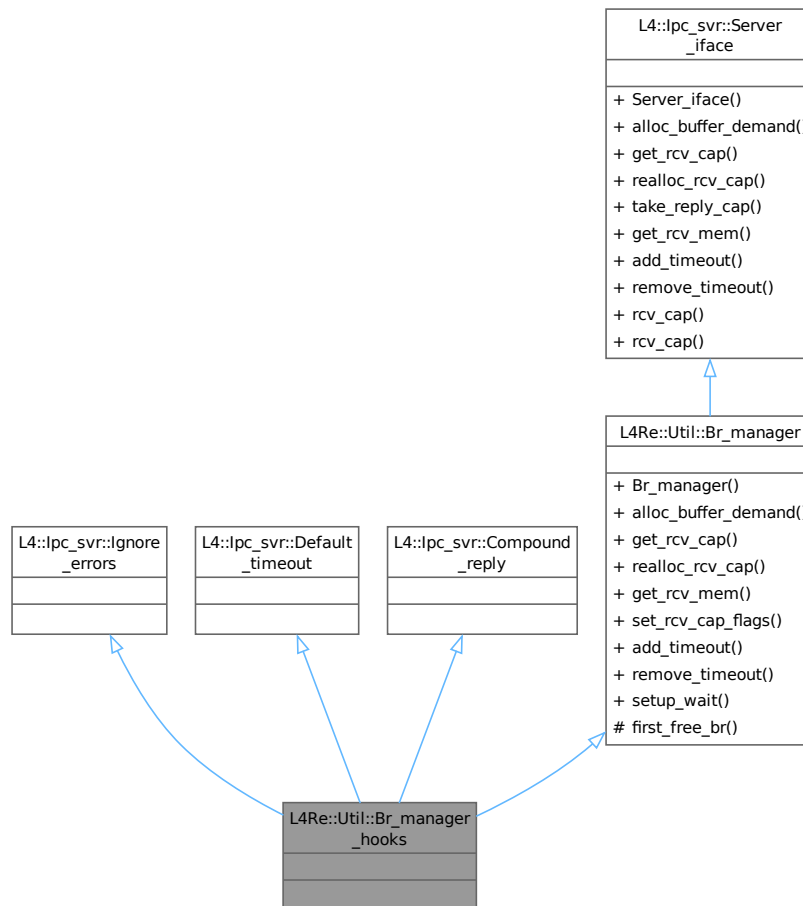 L4::Ipc_svr::Server
_iface
+ Server_iface()
+ alloc_buffer_demand()
+ get_rcv_cap()
+ realloc_rcv_cap()
+ take_reply_cap()
+ get_rcv_mem()
+ add_timeout()
+ remove_timeout()
+ rcv_cap()
+ rcv_cap()
L4Re::Util::Br_manager
+ Br_manager()
+ alloc_buffer_demand()
+ get_rcv_cap()
+ realloc_rcv_cap()
+ get_rcv_mem()
+ set_rcv_cap_flags()
+ add_timeout()
+ remove_timeout()
+ setup_wait()
# first_free_br()
L4::Ipc_svr::Ignore
_errors
L4::Ipc_svr::Default
_timeout
L4::Ipc_svr::Compound
_reply
L4Re::Util::Br_manager
_hooks